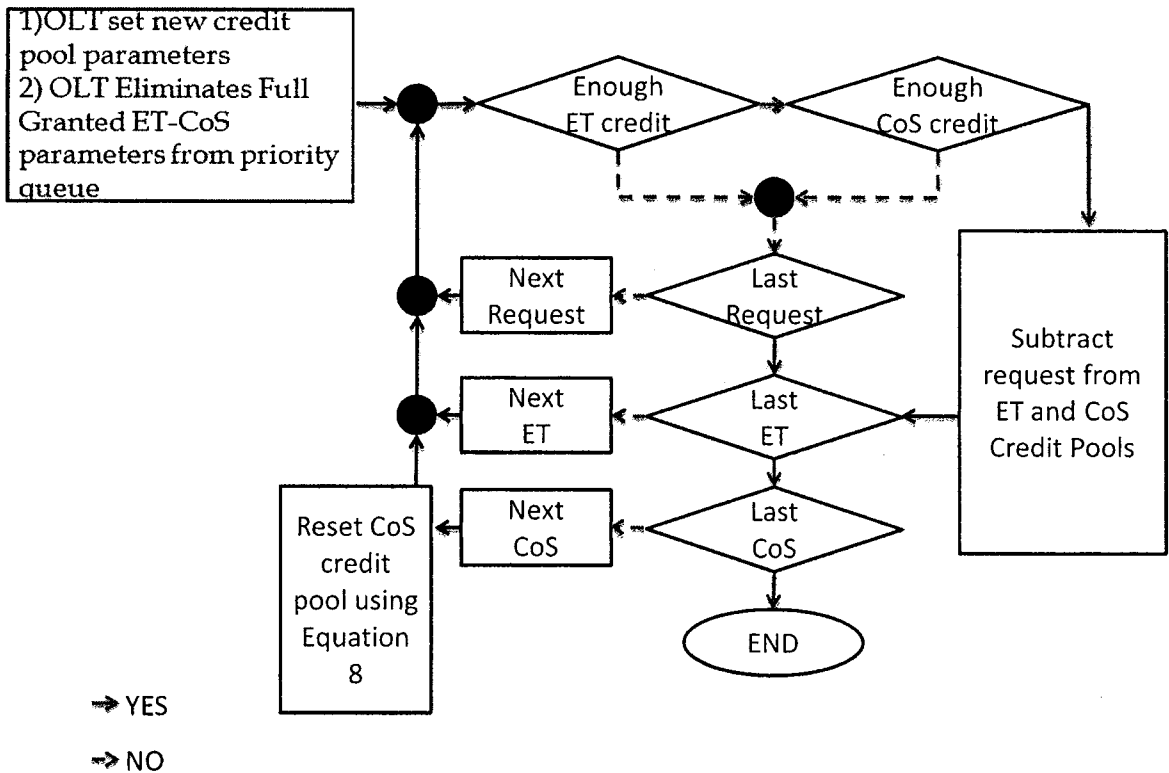 1)OLT set new credit
pool parameters
2) OLT Eliminates Full
Granted ET-CoS
parameters from priority
queue
Enough
ET credit
Enough
CoS credit
Next
Request
Last
Request
Subtract
request from
ET and CoS
Credit Pools
Next
ET
Last
ET
Reset CoS
credit
pool using
Equation
8
Next
CoS
Last
CoS
END
YES
NO